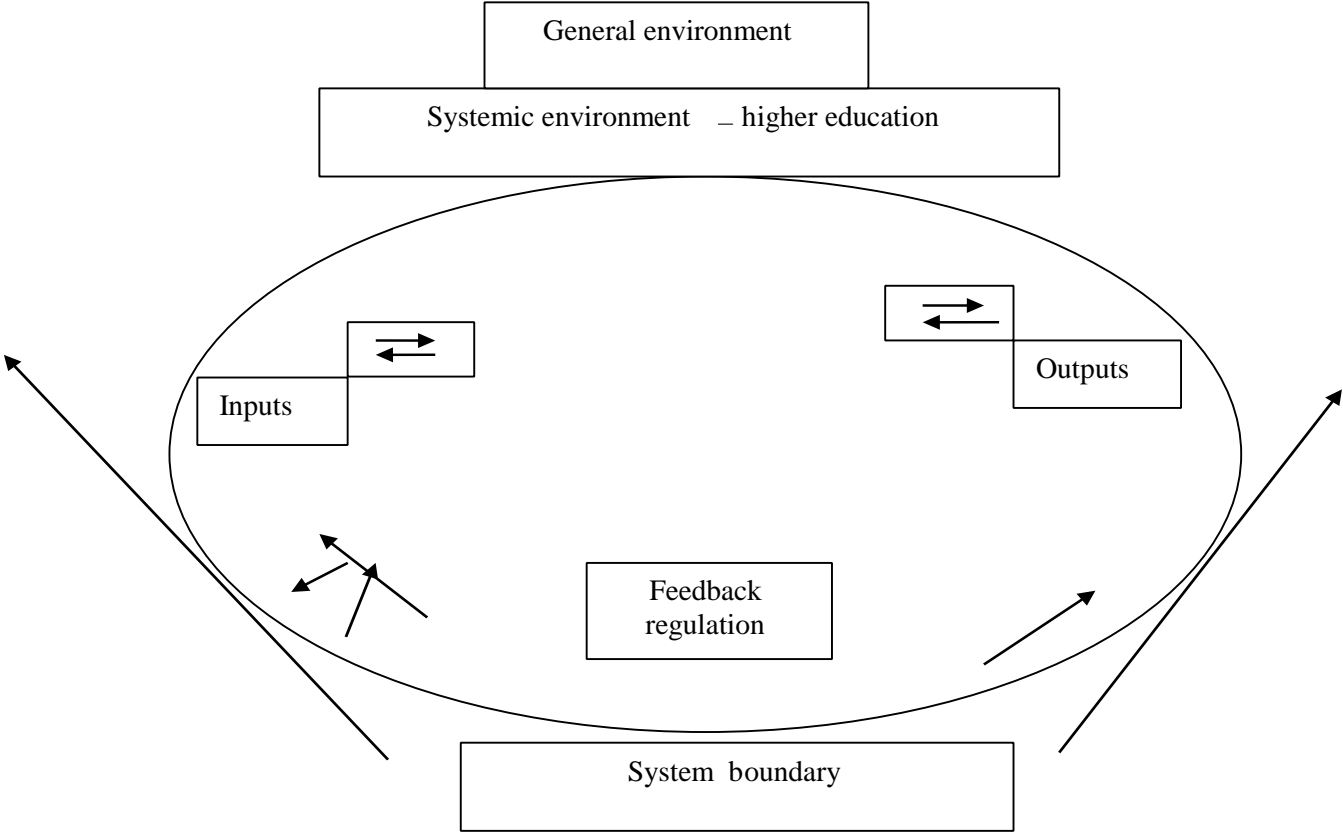 General environment
Systemic environment – higher education
Inputs
Outputs
Feedback
regulation
System boundary